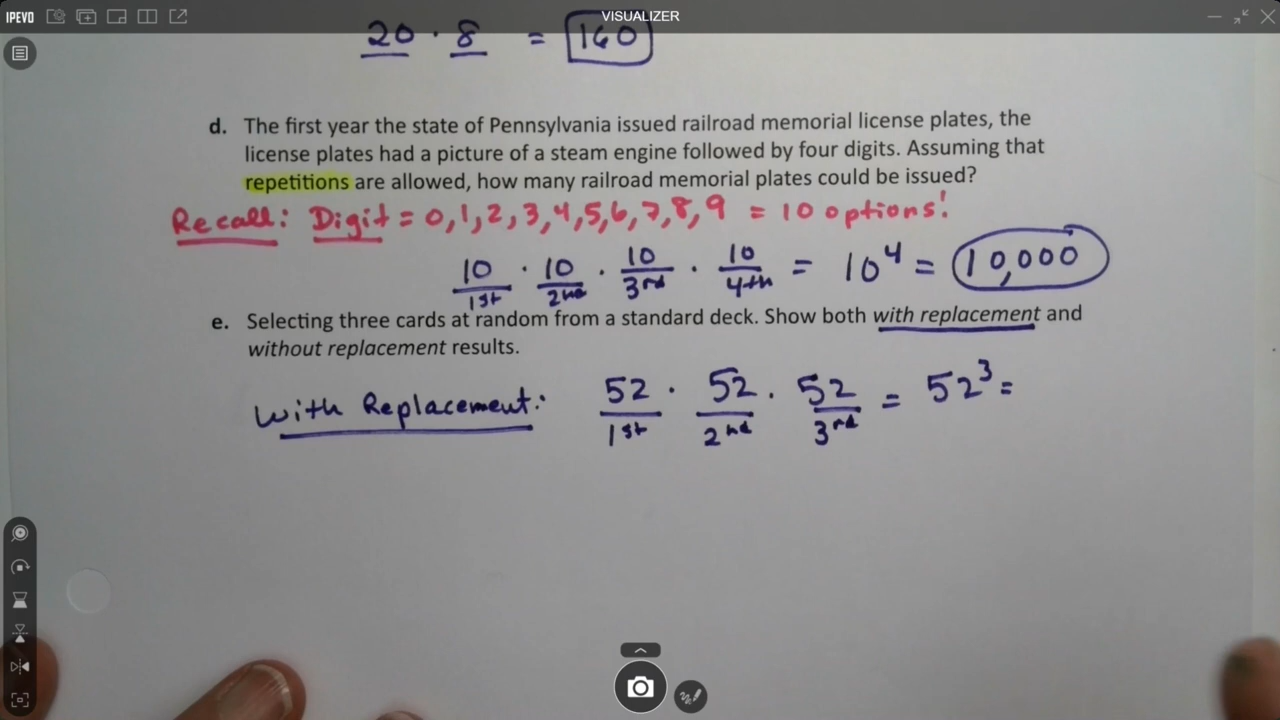 IPEVO VISUALIZER
20 · 8 = 160
d. The first year the state of Pennsylvania issued railroad memorial license plates, the
license plates had a picture of a steam engine followed by four digits. Assuming that
repetitions are allowed, how many railroad memorial plates could be issued?
Recall: Digit = 0,1,2,3,4,5,6,7,8,9 = 10 options!
10 · 10 · 10 · 10 = 10⁴ = 10,000
1st 2nd 3rd 4th
e. Selecting three cards at random from a standard deck. Show both with replacement and
without replacement results.
With Replacement: 52 · 52 · 52 = 52³ =
1st 2nd 3rd